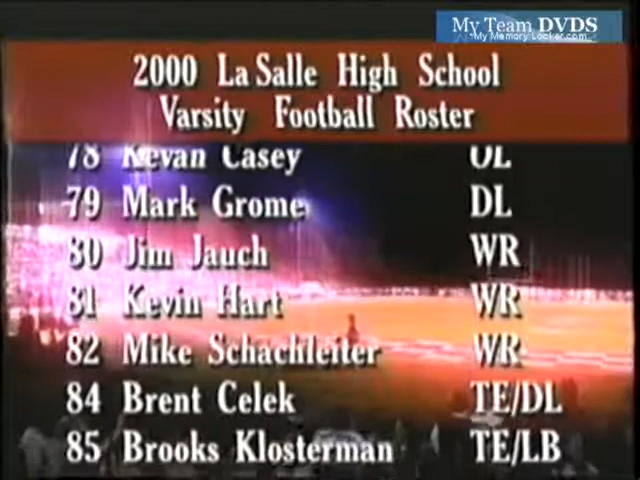 My Team DVDS
My Memory Locker.com
2000 La Salle High School
Varsity Football Roster
78 Kevan Casey OL
79 Mark Grome DL
80 Jim Jauch WR
81 Kevin Hart WR
82 Mike Schachleiter WR
84 Brent Celek TE/DL
85 Brooks Klosterman TE/LB